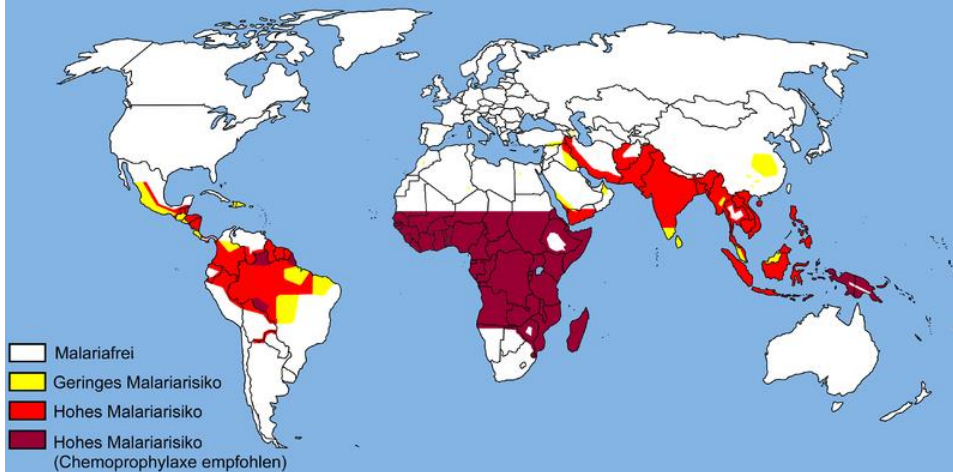 Malariafrei
Geringes Malariarisiko
Hohes Malariarisiko
Hohes Malariarisiko
(Chemoprophylaxe empfohlen)